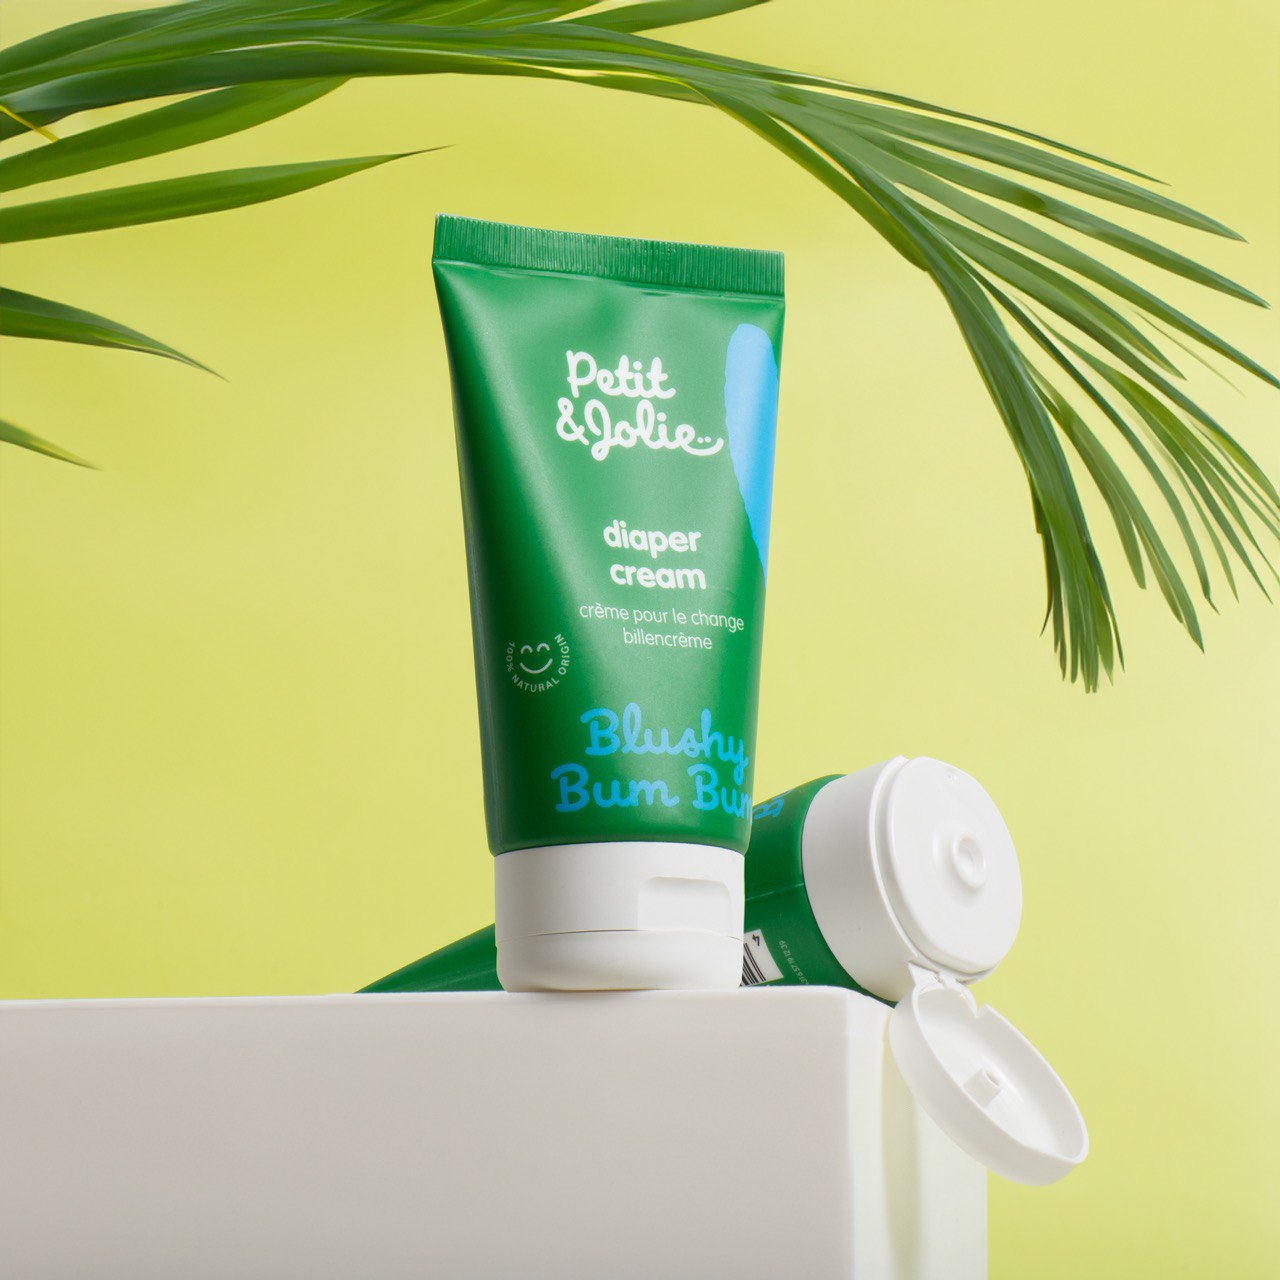 Petit
&Jolie
diaper
cream
crème pour le change
billencrème
100% NATURAL ORIGIN
Blushy
Bum Bum